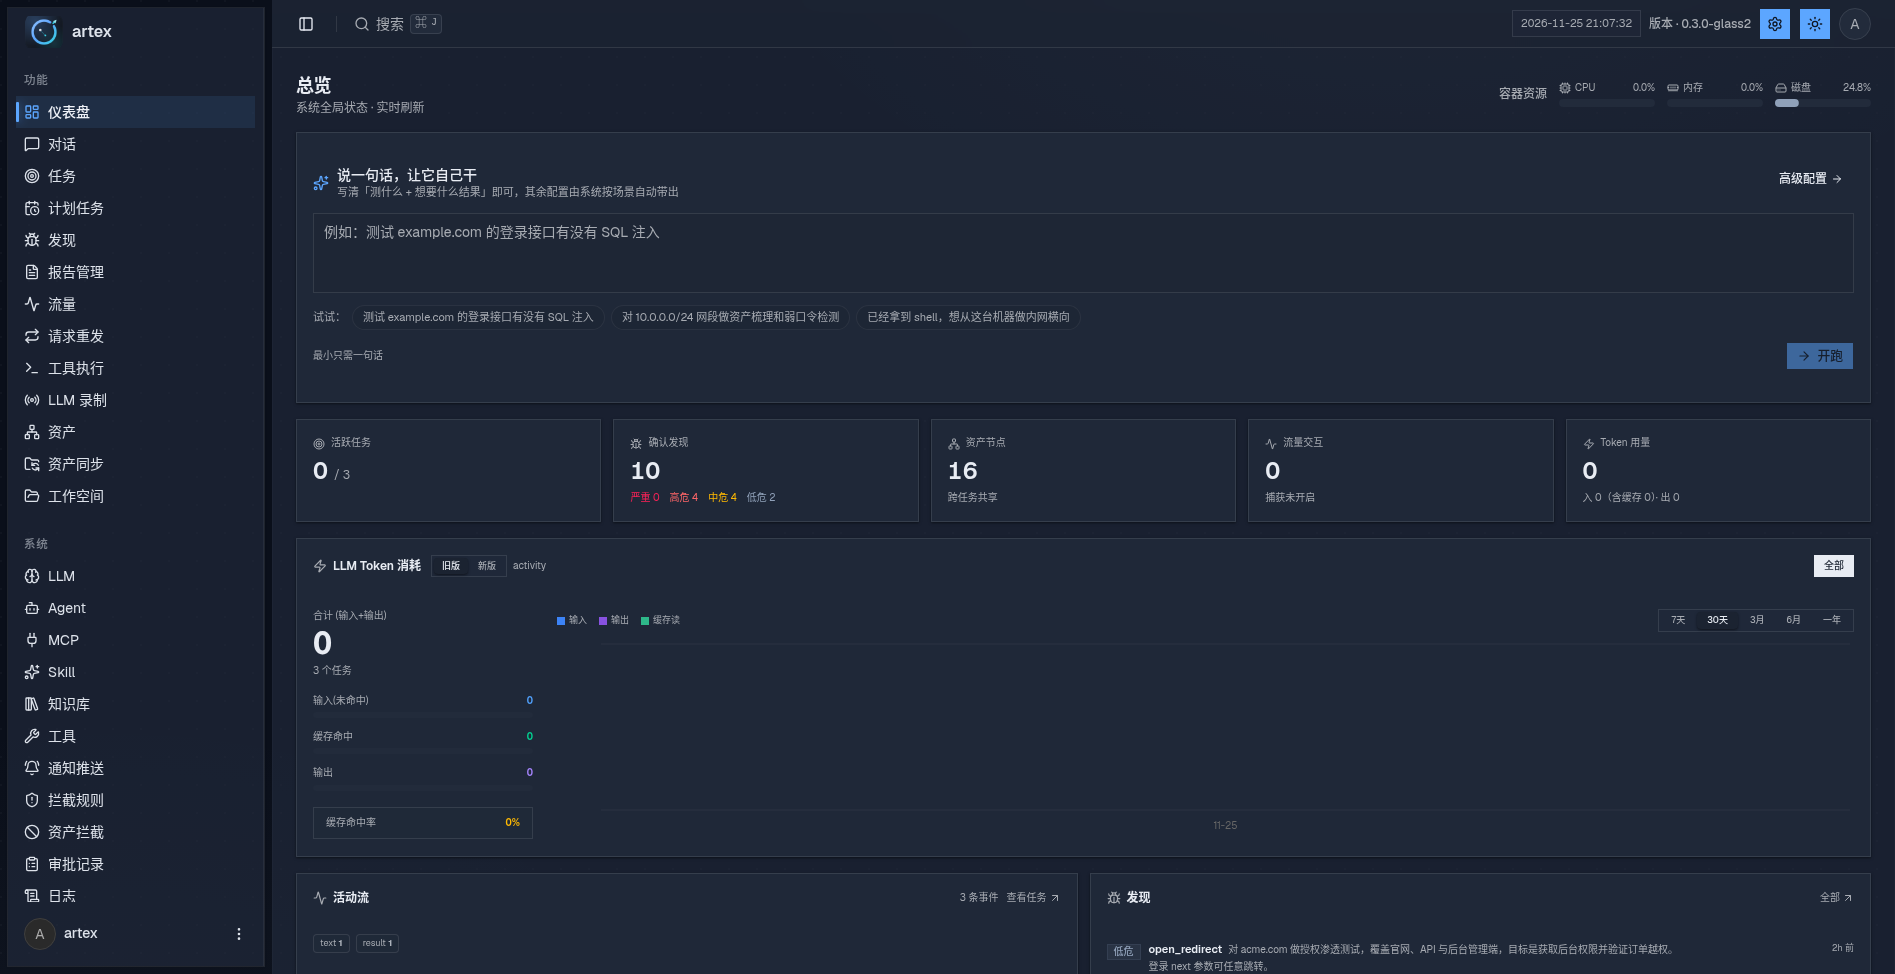 artex
功能
仪表盘
对话
任务
计划任务
发现
报告管理
流量
请求重发
工具执行
LLM 录制
资产
资产同步
工作空间
系统
LLM
Agent
MCP
Skill
知识库
工具
通知推送
拦截规则
资产拦截
审批记录
日志
A artex
搜索 ⌘ J
2026-11-25 21:07:32 版本 · 0.3.0-glass2 A
总览
系统全局状态 · 实时刷新
容器资源 CPU 0.0% 内存 0.0% 磁盘 24.8%
说一句话，让它自己干
写清「测什么 + 想要什么结果」即可，其余配置由系统按场景自动带出
高级配置 →
例如：测试 example.com 的登录接口有没有 SQL 注入
试试： 测试 example.com 的登录接口有没有 SQL 注入 对 10.0.0.0/24 网段做资产梳理和弱口令检测 已经拿到 shell，想从这台机器做内网横向
最小只需一句话
→ 开跑
活跃任务
0 / 3
确认发现
10
严重 0 高危 4 中危 4 低危 2
资产节点
16
跨任务共享
流量交互
0
捕获未开启
Token 用量
0
入 0（含缓存 0）· 出 0
LLM Token 消耗 旧版 新版 activity 全部
合计 (输入+输出)
0
3 个任务
输入(未命中) 0
缓存命中 0
输出 0
缓存命中率 0%
输入 输出 缓存读
7天 30天 3月 6月 一年
11-25
活动流 3 条事件 查看任务 ↗
text 1 result 1
发现 全部 ↗
低危 open_redirect 对 acme.com 做授权渗透测试，覆盖官网、API 与后台管理端，目标是获取后台权限并验证订单越权。 2h 前
登录 next 参数可任意跳转。